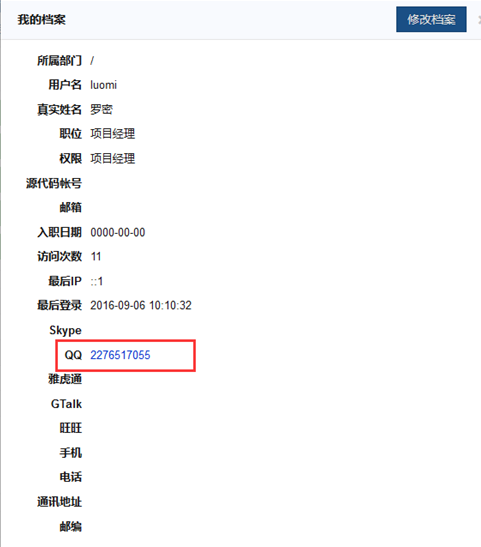 我的档案 修改档案
所属部门 /
用户名 luomi
真实姓名 罗密
职位 项目经理
权限 项目经理
源代码帐号
邮箱
入职日期 0000-00-00
访问次数 11
最后IP ::1
最后登录 2016-09-06 10:10:32
Skype
QQ 2276517055
雅虎通
GTalk
旺旺
手机
电话
通讯地址
邮编